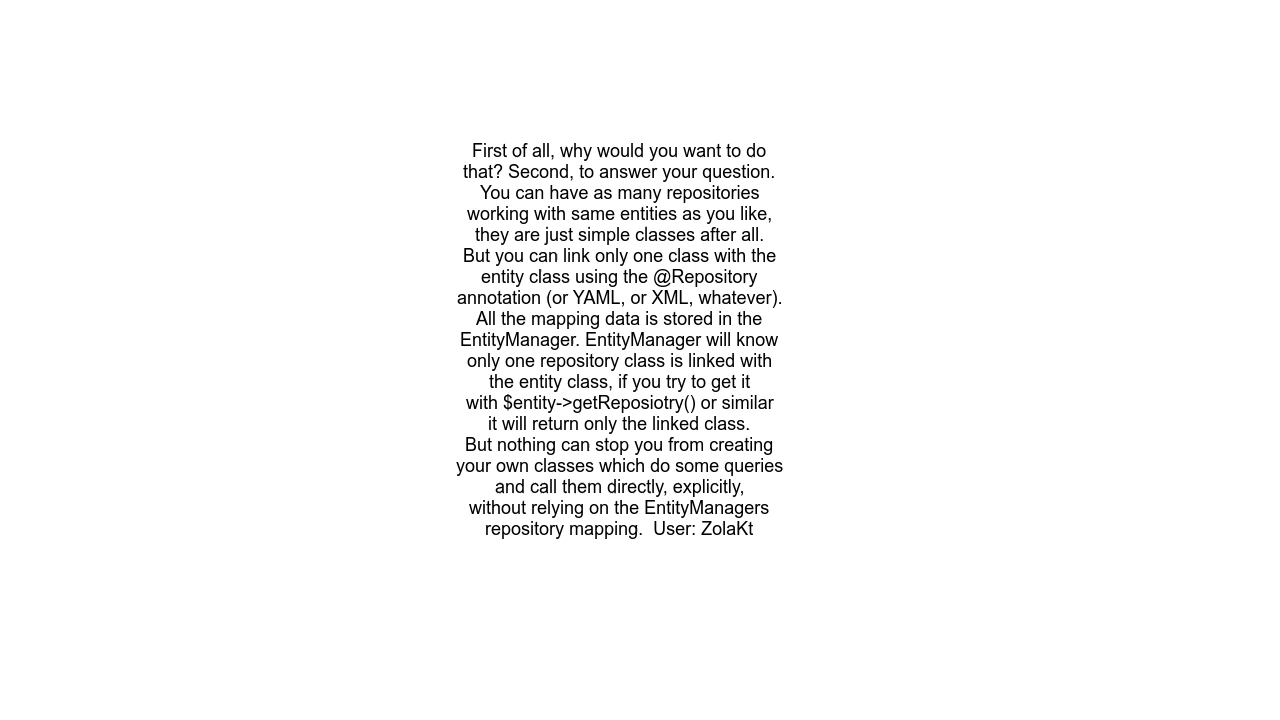 First of all, why would you want to do
that? Second, to answer your question.
You can have as many repositories
working with same entities as you like,
they are just simple classes after all.
But you can link only one class with the
entity class using the @Repository
annotation (or YAML, or XML, whatever).
All the mapping data is stored in the
EntityManager. EntityManager will know
only one repository class is linked with
the entity class, if you try to get it
with $entity->getReposiotry() or similar
it will return only the linked class.
But nothing can stop you from creating
your own classes which do some queries
and call them directly, explicitly,
without relying on the EntityManagers
repository mapping.  User: ZolaKt